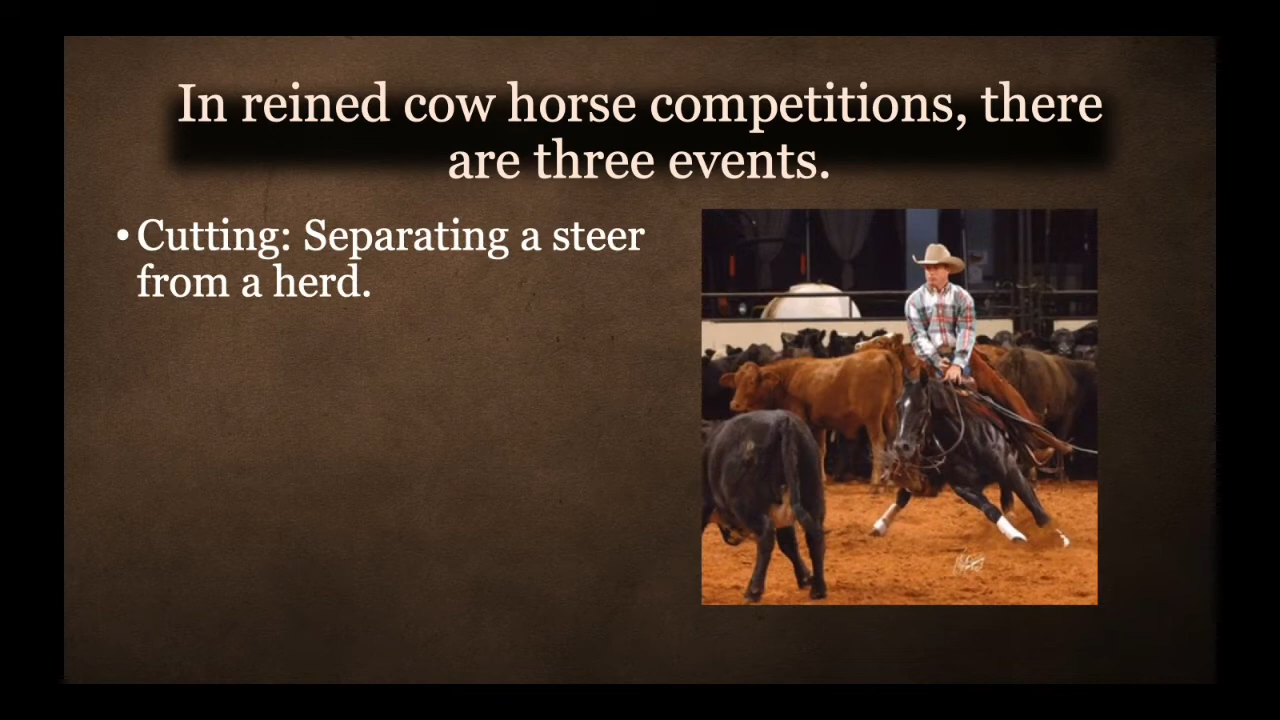 In reined cow horse competitions, there
are three events.
• Cutting: Separating a steer
from a herd.